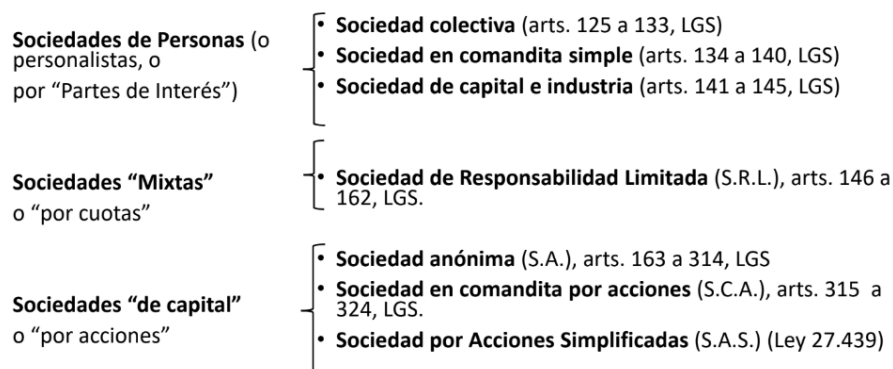 Sociedades de Personas (o
personalistas, o
por “Partes de Interés”)
• Sociedad colectiva (arts. 125 a 133, LGS)
• Sociedad en comandita simple (arts. 134 a 140, LGS)
• Sociedad de capital e industria (arts. 141 a 145, LGS)
Sociedades “Mixtas”
o “por cuotas”
• Sociedad de Responsabilidad Limitada (S.R.L.), arts. 146 a
162, LGS.
Sociedades “de capital”
o “por acciones”
• Sociedad anónima (S.A.), arts. 163 a 314, LGS
• Sociedad en comandita por acciones (S.C.A.), arts. 315 a
324, LGS.
• Sociedad por Acciones Simplificadas (S.A.S.) (Ley 27.439)